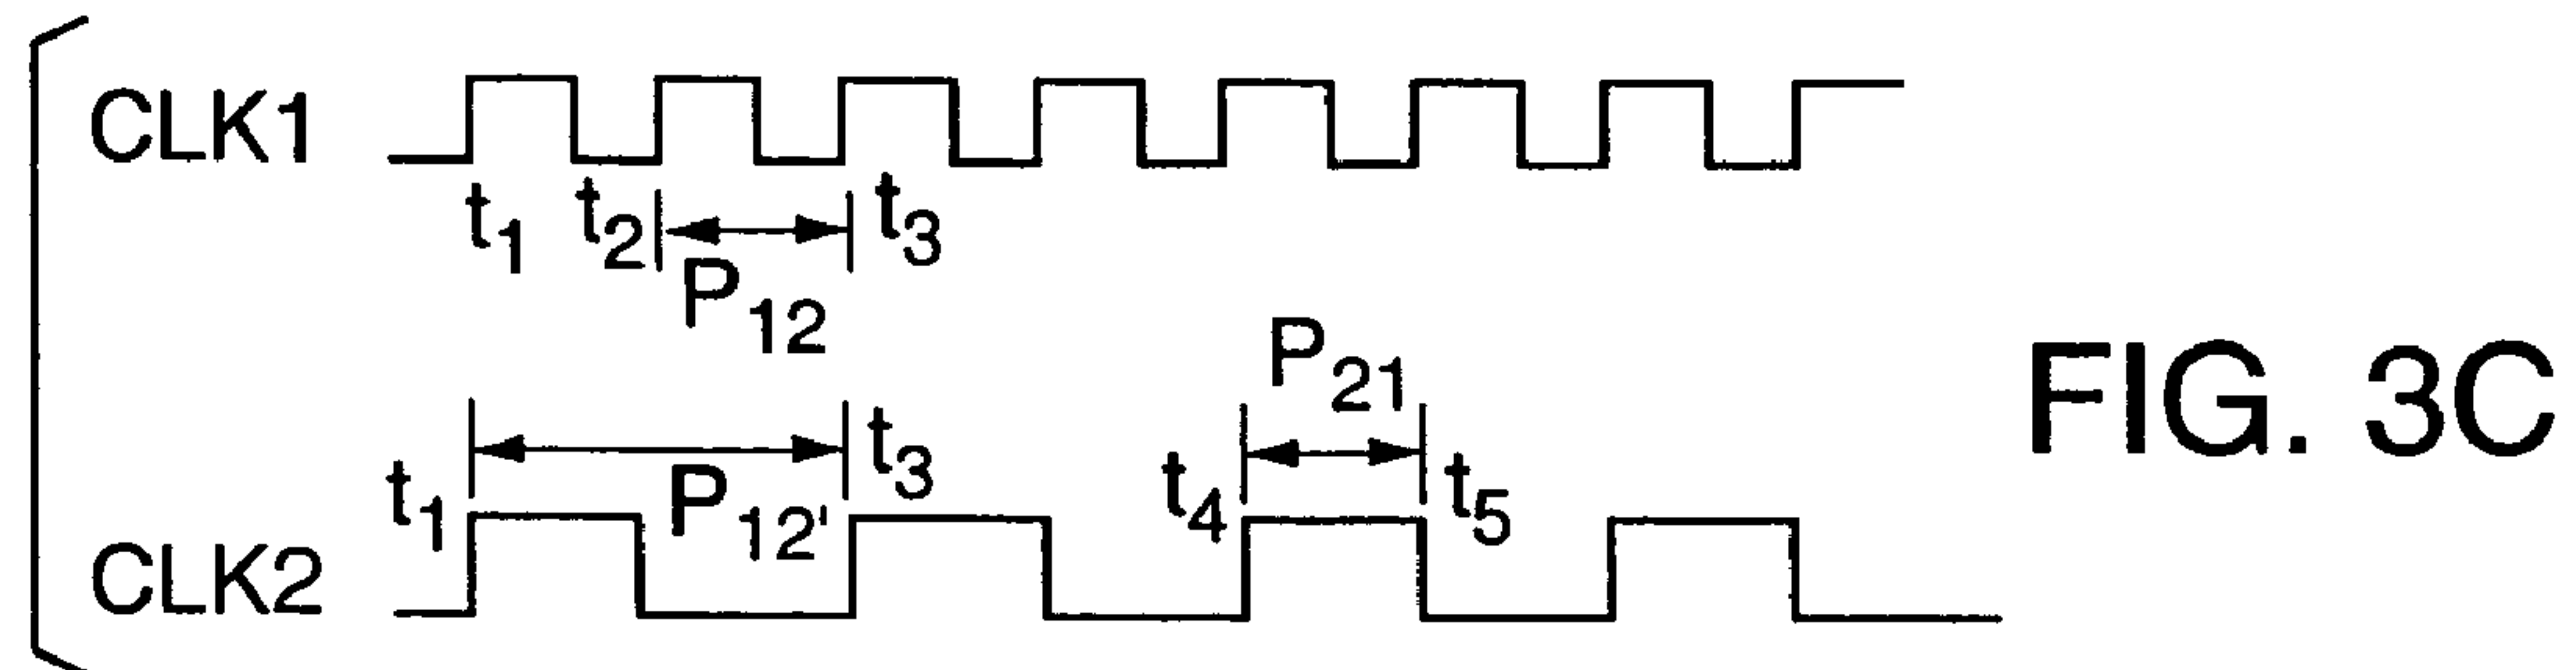 CLK1
t1 t2 t3
P12
P21
FIG. 3C
t1 t3 t4 t5
P12'
CLK2